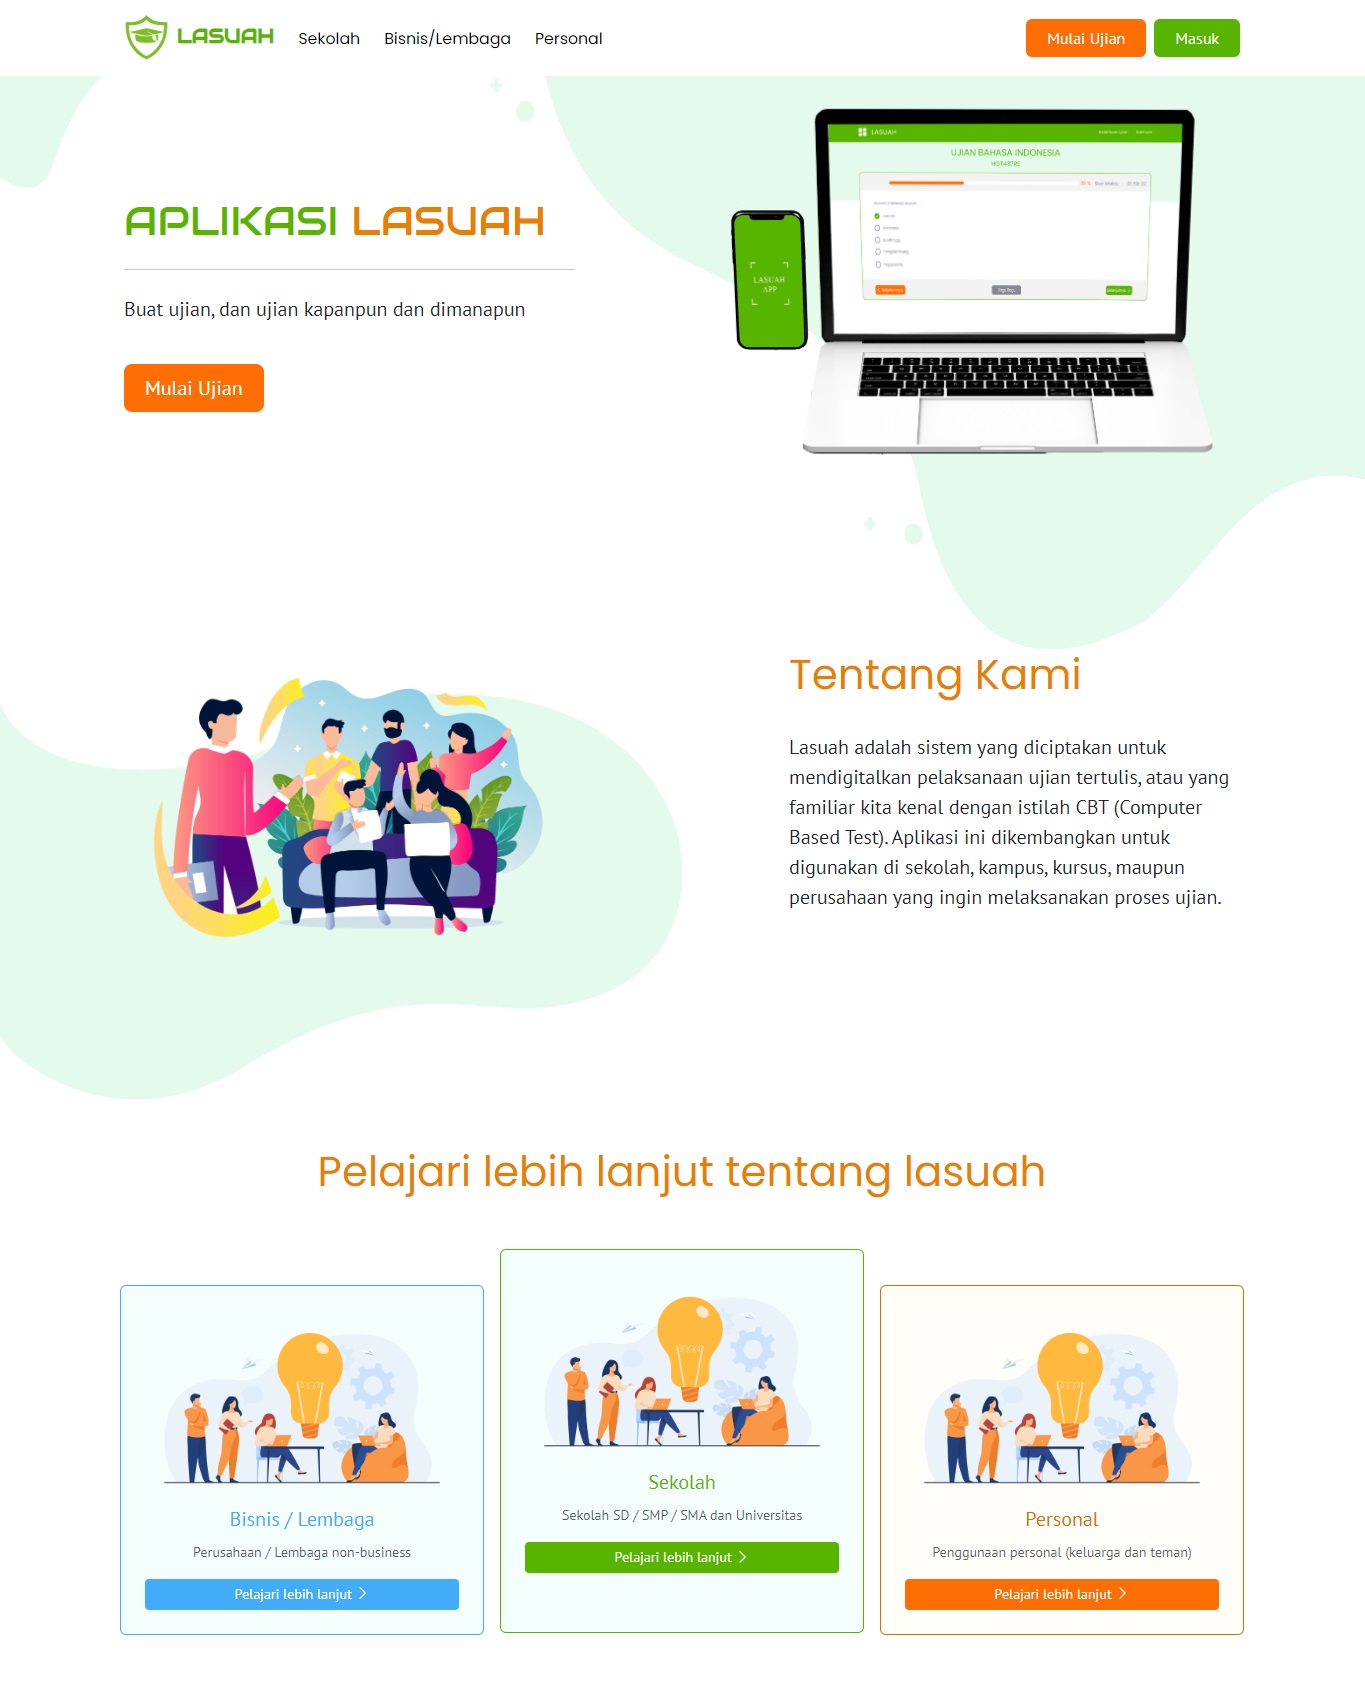 LASUAH
Sekolah
Bisnis/Lembaga
Personal
Mulai Ujian
Masuk
APLIKASI LASUAH
Buat ujian, dan ujian kapanpun dan dimanapun
Mulai Ujian
LASUAH
APP
LASUAH
UJIAN BAHASA INDONESIA
Tentang Kami
Lasuah adalah sistem yang diciptakan untuk
mendigitalkan pelaksanaan ujian tertulis, atau yang
familiar kita kenal dengan istilah CBT (Computer
Based Test). Aplikasi ini dikembangkan untuk
digunakan di sekolah, kampus, kursus, maupun
perusahaan yang ingin melaksanakan proses ujian.
Pelajari lebih lanjut tentang lasuah
Bisnis / Lembaga
Perusahaan / Lembaga non-business
Pelajari lebih lanjut
Sekolah
Sekolah SD / SMP / SMA dan Universitas
Pelajari lebih lanjut
Personal
Penggunaan personal (keluarga dan teman)
Pelajari lebih lanjut